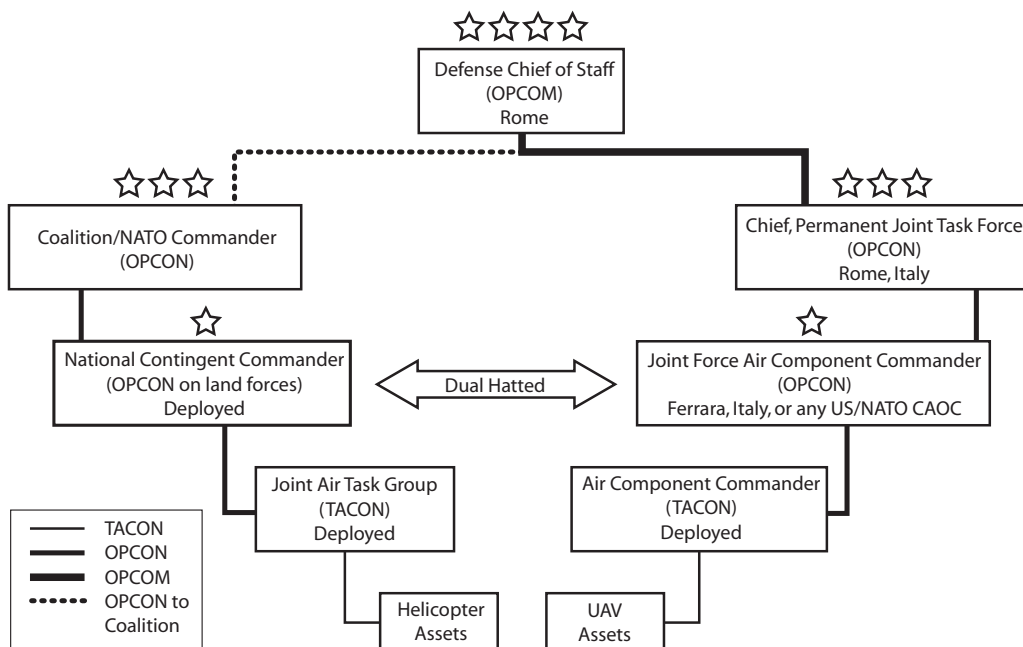 Defense Chief of Staff
(OPCOM)
Rome
Coalition/NATO Commander
(OPCON)
Chief, Permanent Joint Task Force
(OPCON)
Rome, Italy
National Contingent Commander
(OPCON on land forces)
Deployed
Dual Hatted
Joint Force Air Component Commander
(OPCON)
Ferrara, Italy, or any US/NATO CAOC
Joint Air Task Group
(TACON)
Deployed
Air Component Commander
(TACON)
Deployed
Helicopter
Assets
UAV
Assets
TACON
OPCON
OPCOM
OPCON to
Coalition